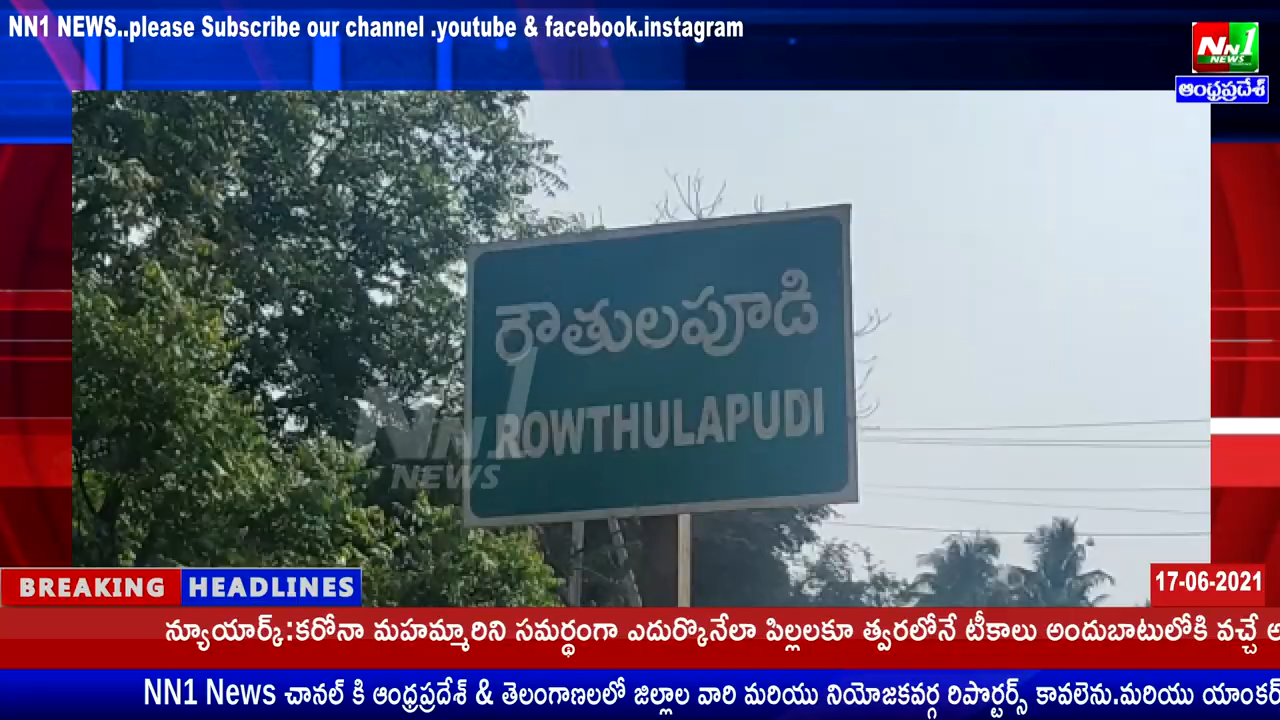 NN1 NEWS..please Subscribe our channel .youtube & facebook.instagram
NN1
NEWS
ఆంధ్రప్రదేశ్
రౌతులపూడి
ROWTHULAPUDI
NN1
NEWS
BREAKING HEADLINES
17-06-2021
న్యూయార్క్:కరోనా మహమ్మారిని సమర్థంగా ఎదుర్కొనేలా పిల్లలకూ త్వరలోనే టీకాలు అందుబాటులోకి వచ్చే
NN1 News చానల్ కి ఆంధ్రప్రదేశ్ & తెలంగాణలలో జిల్లాల వారి మరియు నియోజకవర్గ రిపొర్టర్స్ కావలెను.మరియు యాంకర్